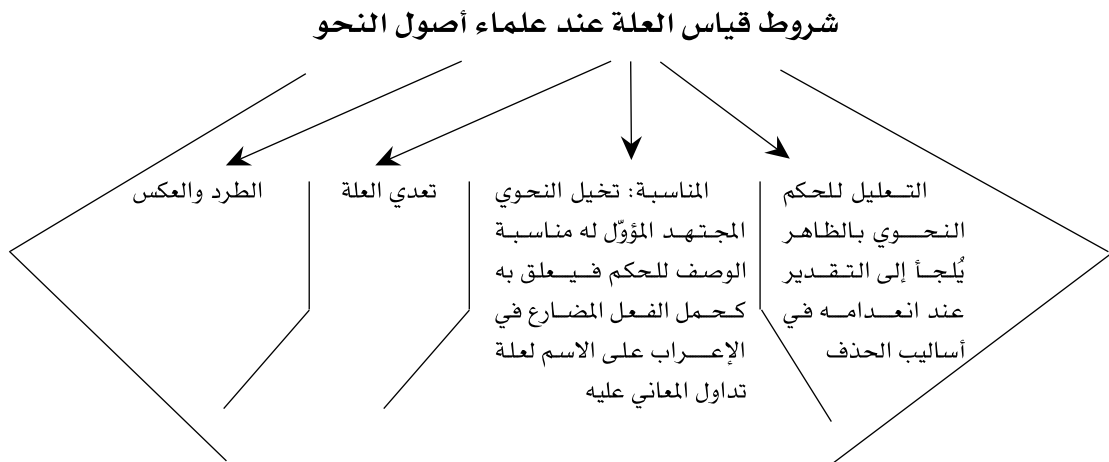 شروط قياس العلة عند علماء أصول النحو
التعليل للحكم
النحوي بالظاهر
يُلجأ إلى التقدير
عند انعدامه في
أساليب الحذف
المناسبة: تخيل النحوي
المجتهد المؤوّل له مناسبة
الوصف للحكم فيعلق به
كحمل الفعل المضارع في
الإعراب على الاسم لعلة
تداول المعاني عليه
تعدي العلة
الطرد والعكس